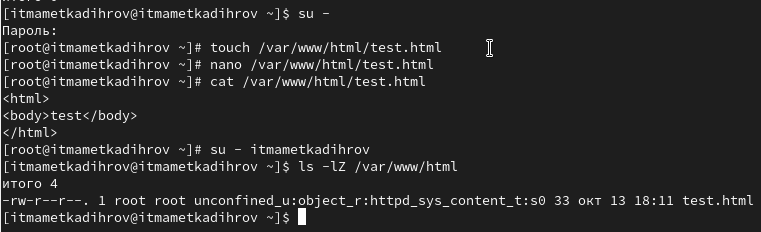 [itmametkadihrov@itmametkadihrov ~]$ su -
Пароль:
[root@itmametkadihrov ~]# touch /var/www/html/test.html
[root@itmametkadihrov ~]# nano /var/www/html/test.html
[root@itmametkadihrov ~]# cat /var/www/html/test.html
<html>
<body>test</body>
</html>
[root@itmametkadihrov ~]# su - itmametkadihrov
[itmametkadihrov@itmametkadihrov ~]$ ls -lZ /var/www/html
итого 4
-rw-r--r--. 1 root root unconfined_u:object_r:httpd_sys_content_t:s0 33 окт 13 18:11 test.html
[itmametkadihrov@itmametkadihrov ~]$